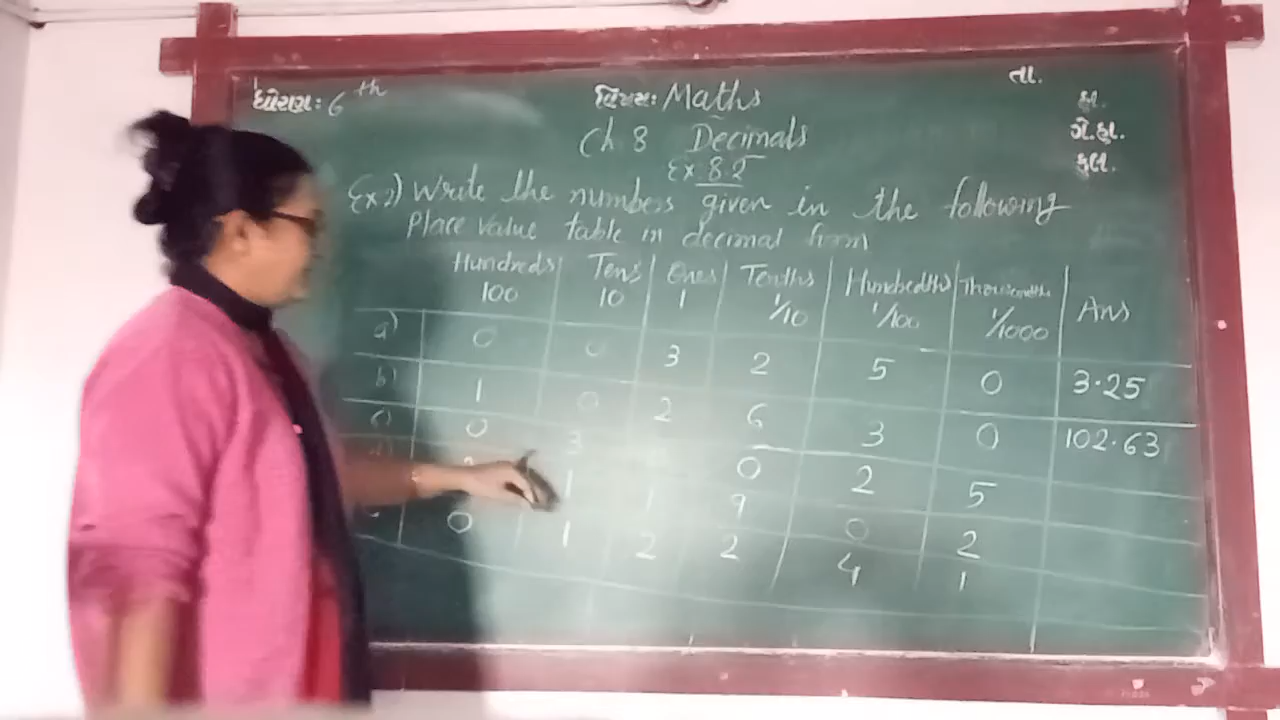 ધોરણ: 6th વિષય: Maths તા.
હા.
Ch 8 Decimals ગે.હા.
Ex 8.2 કુલ.
Ex 2) Write the numbers given in the following
Place value table in decimal form
Hundreds Tens Ones Tenths Hundredths Thousandths
100 10 1 1/10 1/100 1/1000 Ans
a) 0 0 3 2 5 0 3.25
b) 1 0 2 6 3 0 102.63
c) 0 3 0 2 5
d) 1 1 9 0 2
0 1 2 2 4 1